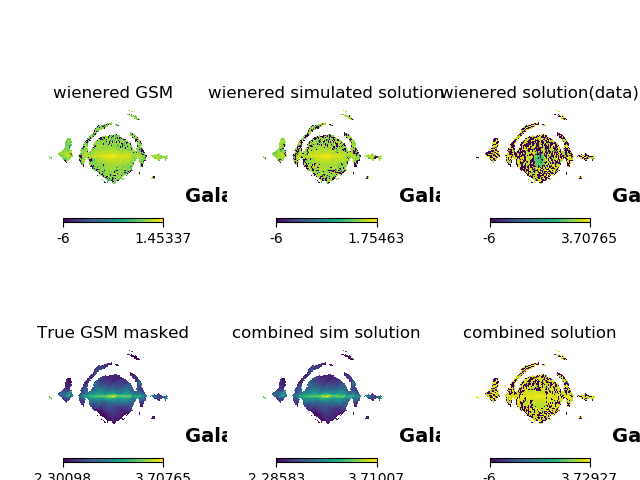 wienered GSM wienered simulated solution wienered solution(data)
Gala Gala Ga
-6 1.45337 -6 1.75463 -6 3.70765
True GSM masked combined sim solution combined solution
Gala Gala Ga
2.30098 3.70765 2.28583 3.71007 -6 3.72927